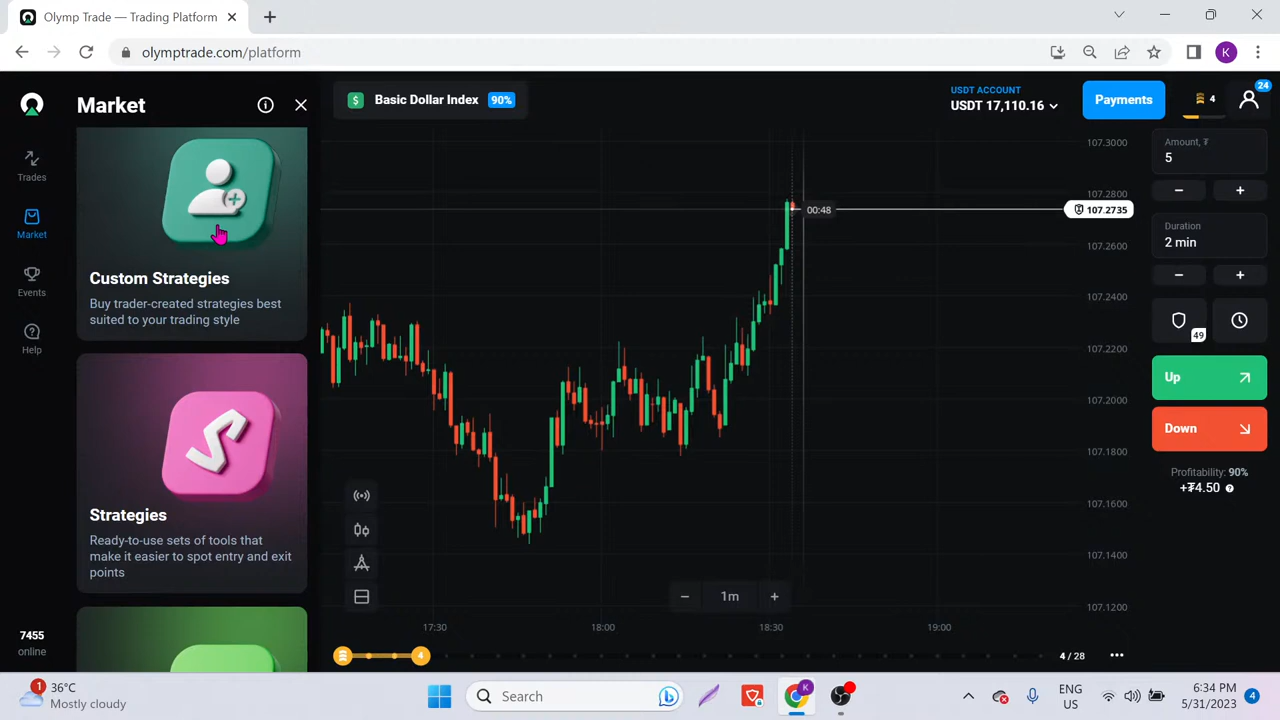 Olymp Trade — Trading Platform
olymptrade.com/platform
K
Market
Basic Dollar Index 90%
USDT ACCOUNT
USDT 17,110.16
Payments
4
24
Trades
Market
Events
Help
7455
online
Custom Strategies
Buy trader-created strategies best
suited to your trading style
Strategies
Ready-to-use sets of tools that
make it easier to spot entry and exit
points
00:48
107.3000
107.2800
107.2735
107.2600
107.2400
107.2200
107.2000
107.1800
107.1600
107.1400
107.1200
1m
17:30
18:00
18:30
19:00
4
4 / 28
Amount, ₮
5
Duration
2 min
49
Up
Down
Profitability: 90%
+₮4.50
1
36°C
Mostly cloudy
Search
K
ENG
US
6:34 PM
5/31/2023
4